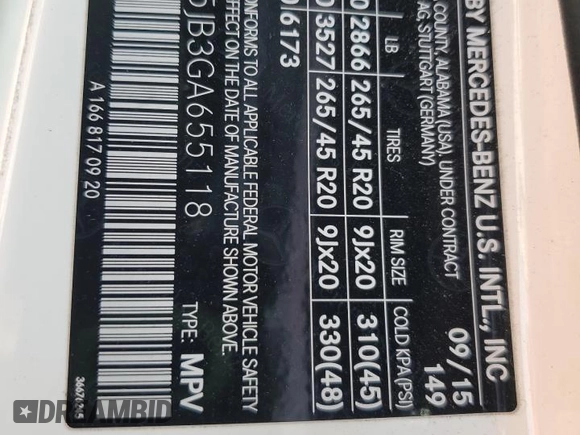 BY MERCEDES-BENZ U.S. INTL., INC
COUNTY, ALABAMA (USA), UNDER CONTRACT
AG, STUTTGART (GERMANY)
09/15
149
LB TIRES RIM SIZE COLD KPA(PSI)
2866 265/45 R20 9Jx20 310(45)
3527 265/45 R20 9Jx20 330(48)
6173
CONFORMS TO ALL APPLICABLE FEDERAL MOTOR VEHICLE SAFETY
EFFECT ON THE DATE OF MANUFACTURE SHOWN ABOVE.
5JB3GA655118
TYPE: MPV
A 166 817 09 20
DREAMBID